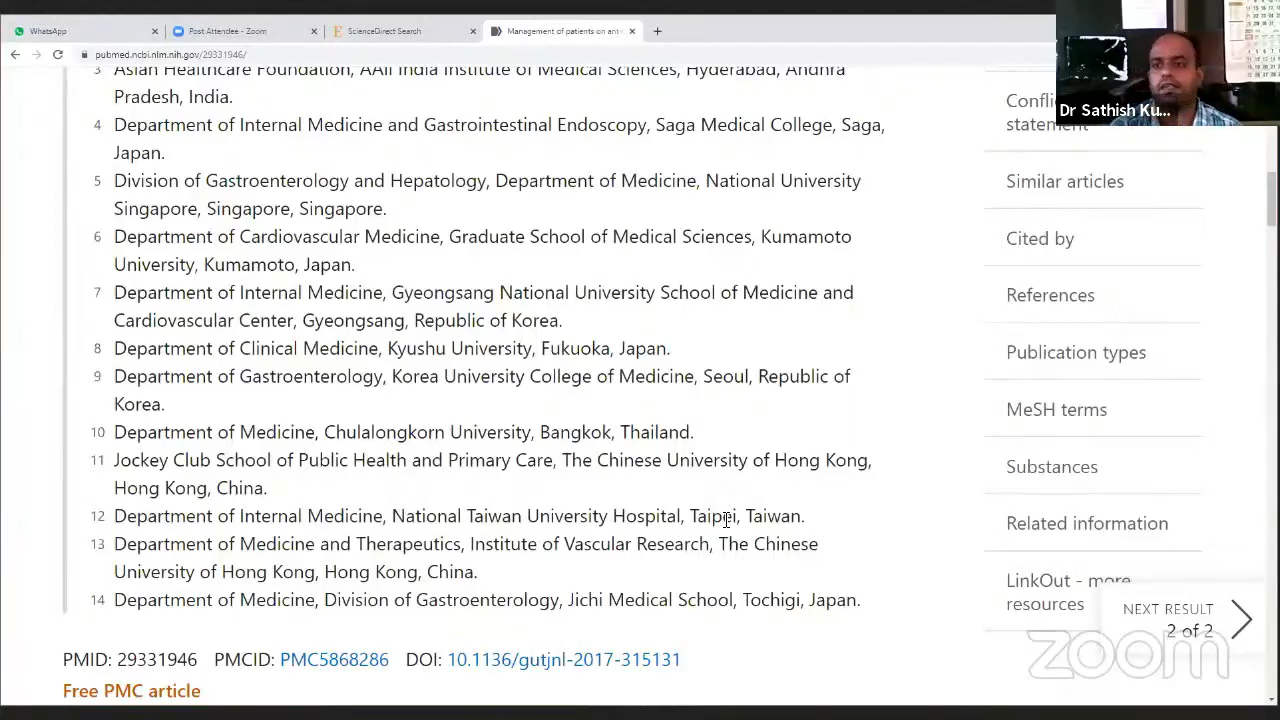 WhatsApp
Post Attendee - Zoom
ScienceDirect Search
Management of patients on ant
pubmed.ncbi.nlm.nih.gov/29331946/
Dr Sathish Ku...
3 Asian Healthcare Foundation, AAll India Institute of Medical Sciences, Hyderabad, Andhra
Pradesh, India.
4 Department of Internal Medicine and Gastrointestinal Endoscopy, Saga Medical College, Saga,
Japan.
5 Division of Gastroenterology and Hepatology, Department of Medicine, National University
Singapore, Singapore, Singapore.
6 Department of Cardiovascular Medicine, Graduate School of Medical Sciences, Kumamoto
University, Kumamoto, Japan.
7 Department of Internal Medicine, Gyeongsang National University School of Medicine and
Cardiovascular Center, Gyeongsang, Republic of Korea.
8 Department of Clinical Medicine, Kyushu University, Fukuoka, Japan.
9 Department of Gastroenterology, Korea University College of Medicine, Seoul, Republic of
Korea.
10 Department of Medicine, Chulalongkorn University, Bangkok, Thailand.
11 Jockey Club School of Public Health and Primary Care, The Chinese University of Hong Kong,
Hong Kong, China.
12 Department of Internal Medicine, National Taiwan University Hospital, Taipei, Taiwan.
13 Department of Medicine and Therapeutics, Institute of Vascular Research, The Chinese
University of Hong Kong, Hong Kong, China.
14 Department of Medicine, Division of Gastroenterology, Jichi Medical School, Tochigi, Japan.
PMID: 29331946 PMCID: PMC5868286 DOI: 10.1136/gutjnl-2017-315131
Free PMC article
Confli
statement
Similar articles
Cited by
References
Publication types
MeSH terms
Substances
Related information
LinkOut - more
resources
NEXT RESULT
2 of 2
zoom